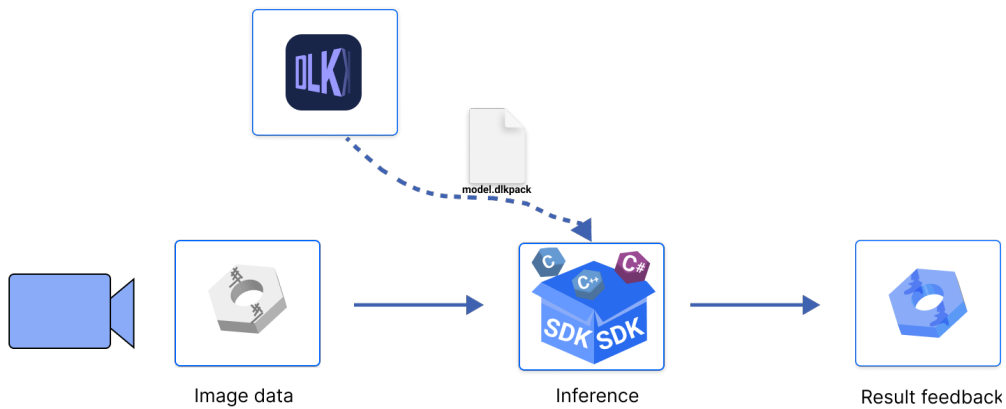 DLK
model.dlkpack
C
C++
C#
SDK
SDK
Image data
Inference
Result feedback